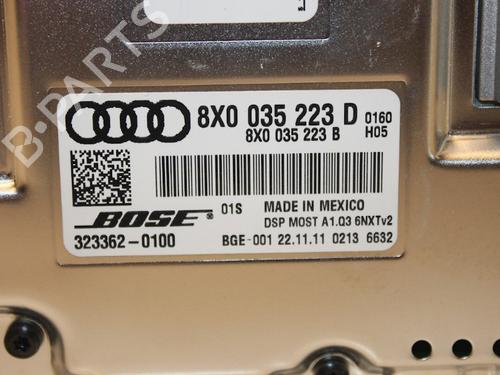 B-PARTS
8X0 035 223 D 0160
8X0 035 223 B H05
01S MADE IN MEXICO
BOSE® DSP MOST A1.Q3 6NXTv2
323362-0100 BGE-001 22.11.11 0213 6632